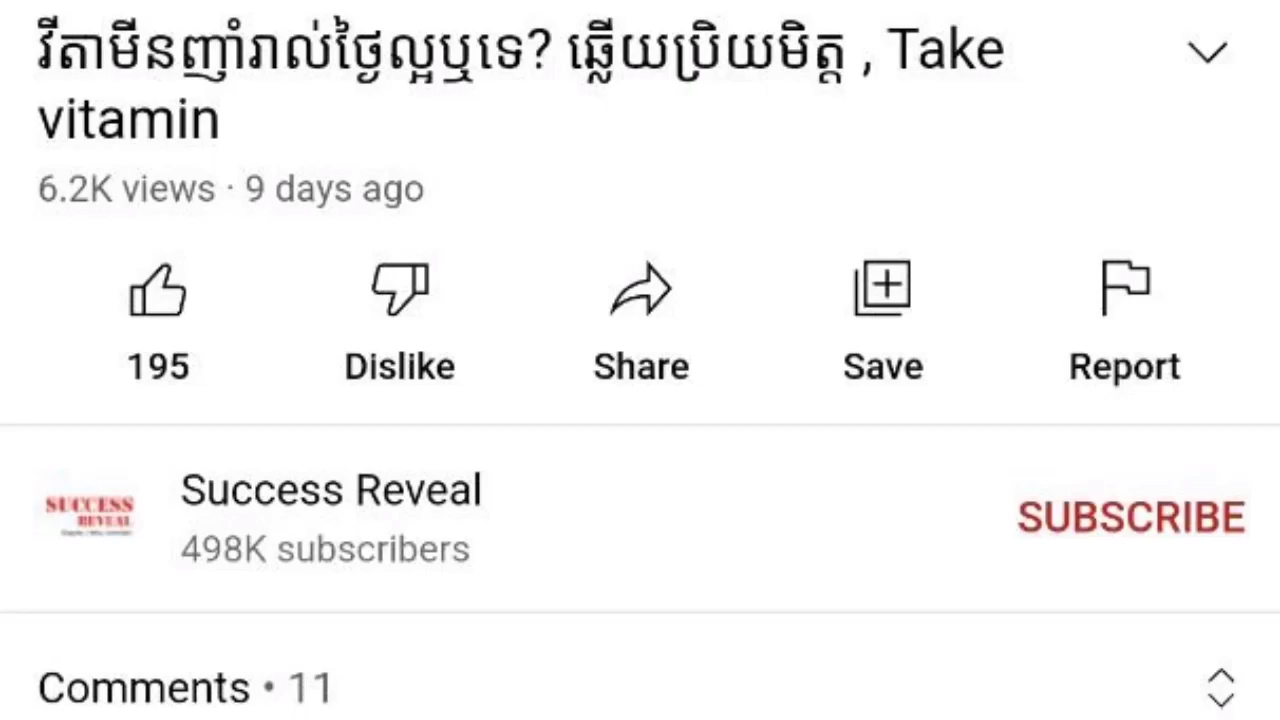 វីតាមីនញ៉ាំរាល់ថ្ងៃល្អឬទេ? ឆ្លើយប្រិយមិត្ត , Take
vitamin
6.2K views · 9 days ago
195 Dislike Share Save Report
SUCCESS
REVEAL
Success Reveal
498K subscribers
SUBSCRIBE
Comments • 11